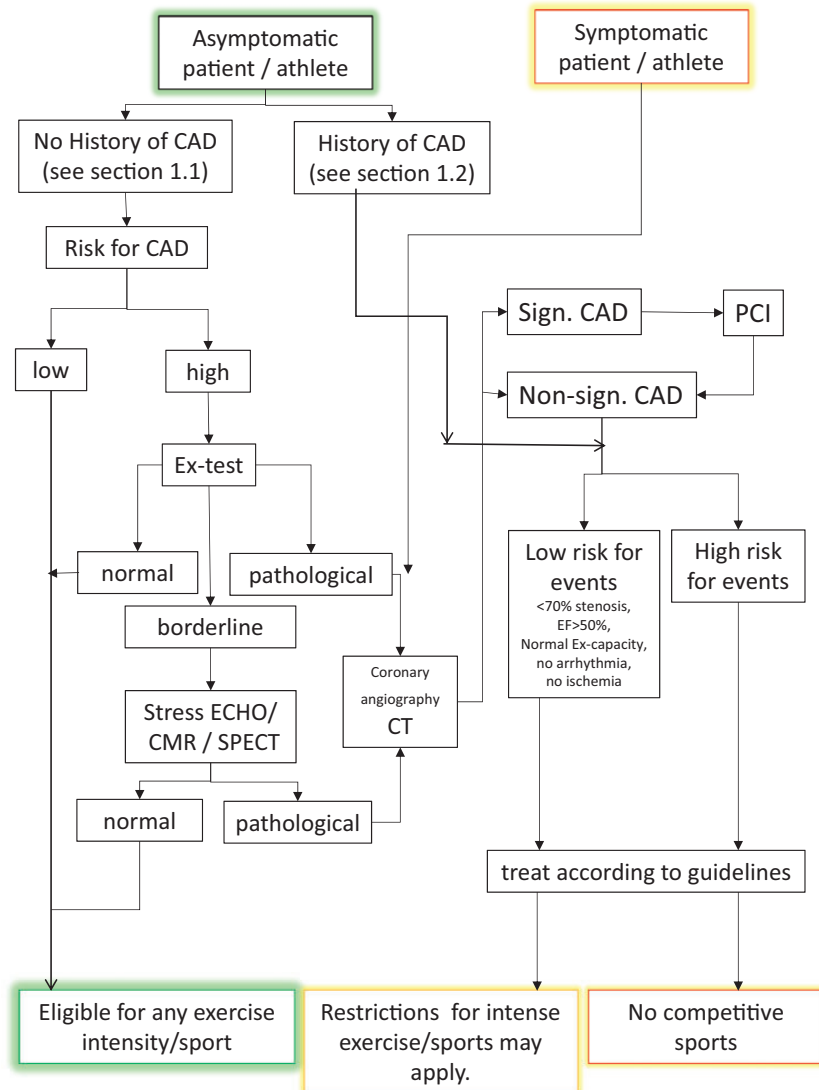 Asymptomatic
patient / athlete
Symptomatic
patient / athlete
No History of CAD
(see section 1.1)
History of CAD
(see section 1.2)
Risk for CAD
Sign. CAD
PCI
low
high
Non-sign. CAD
Ex-test
normal
pathological
Low risk for
events
<70% stenosis,
EF>50%,
Normal Ex-capacity,
no arrhythmia,
no ischemia
High risk
for events
borderline
Coronary
angiography
CT
Stress ECHO/
CMR / SPECT
normal
pathological
treat according to guidelines
Eligible for any exercise
intensity/sport
Restrictions for intense
exercise/sports may
apply.
No competitive
sports